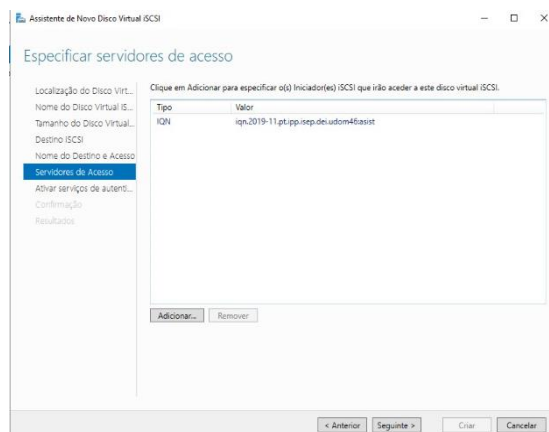 Assistente de Novo Disco Virtual iSCSI
Especificar servidores de acesso
Localização do Disco Virt...
Nome do Disco Virtual iS...
Tamanho do Disco Virtual...
Destino iSCSI
Nome do Destino e Acesso
Servidores de Acesso
Ativar serviços de autenti...
Confirmação
Resultados
Clique em Adicionar para especificar o(s) Iniciador(es) iSCSI que irão aceder a este disco virtual iSCSI.
Tipo Valor
IQN iqn.2019-11.pt.ipp.isep.dei.udom46:asist
Adicionar... Remover
< Anterior Seguinte > Criar Cancelar